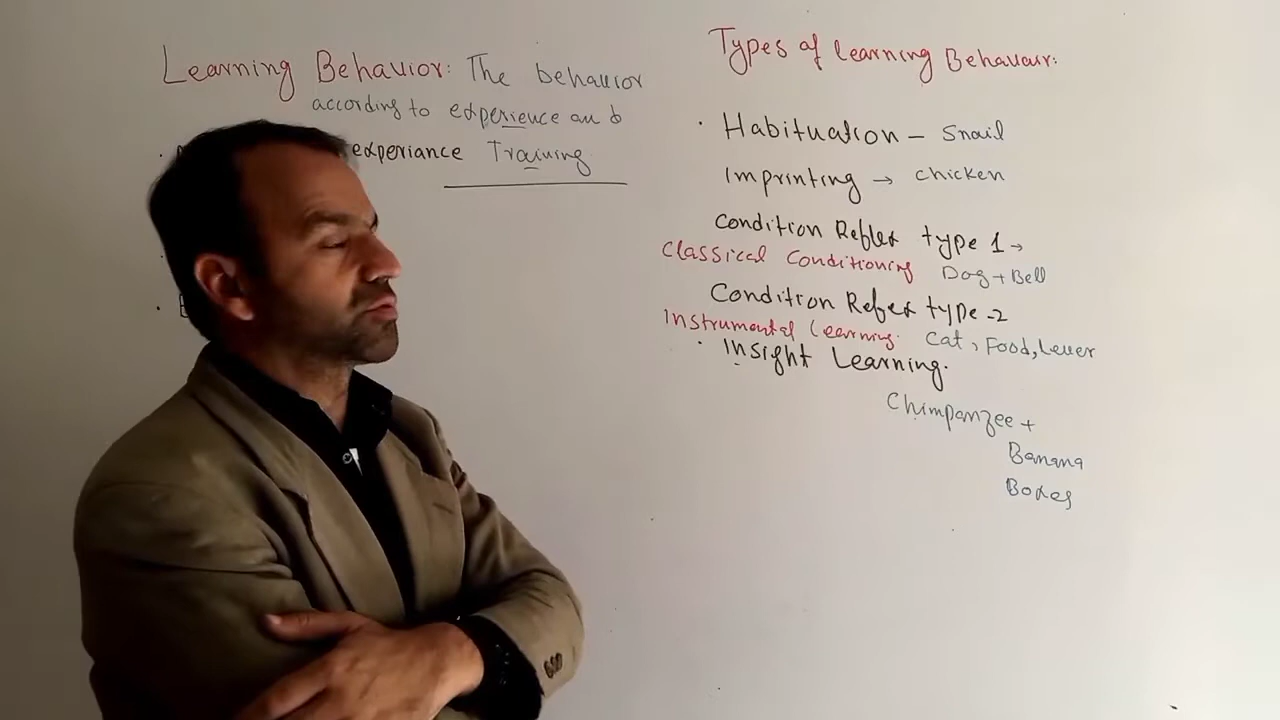 Learning Behavior: The behavior
according to experience and
experiance Training
Types of learning Behaviour:
• Habituation – Snail
Imprinting → chicken
Condition Reflex type 1 →
Classical Conditioning Dog + Bell
Condition Reflex type -2
Instrumental Learning. Cat, Food, Lever
• Insight Learning.
Chimpanzee +
Banana
Boxes